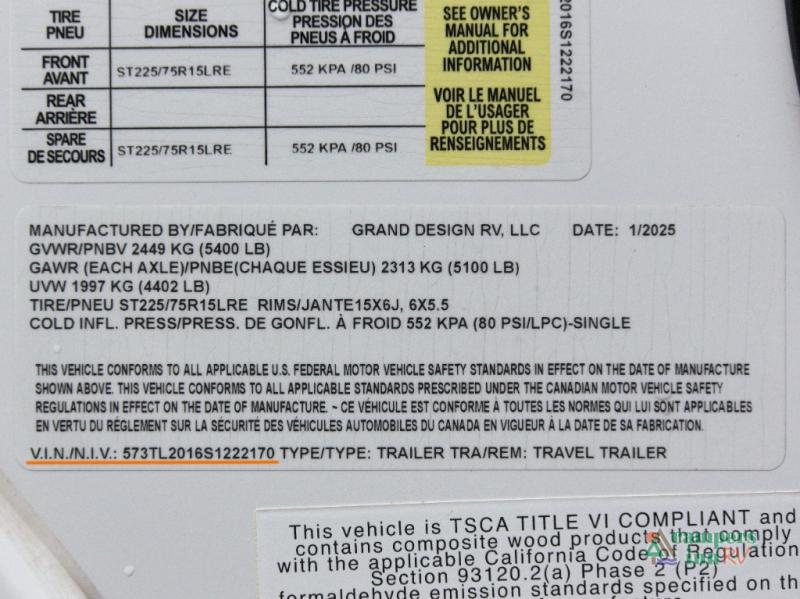 TIRE PNEU
SIZE DIMENSIONS
COLD TIRE PRESSURE PRESSION DES PNEUS À FROID
FRONT AVANT ST225/75R15LRE 552 KPA /80 PSI
REAR ARRIÈRE
SPARE DE SECOURS ST225/75R15LRE 552 KPA /80 PSI
SEE OWNER'S
MANUAL FOR
ADDITIONAL
INFORMATION
VOIR LE MANUEL
DE L'USAGER
POUR PLUS DE
RENSEIGNEMENTS
2016S1222170
MANUFACTURED BY/FABRIQUÉ PAR: GRAND DESIGN RV, LLC DATE: 1/2025
GVWR/PNBV 2449 KG (5400 LB)
GAWR (EACH AXLE)/PNBE(CHAQUE ESSIEU) 2313 KG (5100 LB)
UVW 1997 KG (4402 LB)
TIRE/PNEU ST225/75R15LRE RIMS/JANTE15X6J, 6X5.5
COLD INFL. PRESS/PRESS. DE GONFL. À FROID 552 KPA (80 PSI/LPC)-SINGLE
THIS VEHICLE CONFORMS TO ALL APPLICABLE U.S. FEDERAL MOTOR VEHICLE SAFETY STANDARDS IN EFFECT ON THE DATE OF MANUFACTURE
SHOWN ABOVE. THIS VEHICLE CONFORMS TO ALL APPLICABLE STANDARDS PRESCRIBED UNDER THE CANADIAN MOTOR VEHICLE SAFETY
REGULATIONS IN EFFECT ON THE DATE OF MANUFACTURE. ~ CE VÉHICULE EST CONFORME À TOUTES LES NORMES QUI LUI SONT APPLICABLES
EN VERTU DU RÉGLEMENT SUR LA SÉCURITÉ DES VÉHICULES AUTOMOBILES DU CANADA EN VIGUEUR À LA DATE DE SA FABRICATION.
V.I.N./N.I.V.: 573TL2016S1222170 TYPE/TYPE: TRAILER TRA/REM: TRAVEL TRAILER
This vehicle is TSCA TITLE VI COMPLIANT and
contains composite wood products that comply
with the applicable California Code of Regulation
Section 93120.2(a) Phase 2 (P2)
formaldehyde emission standards specified on th
campers inn RV